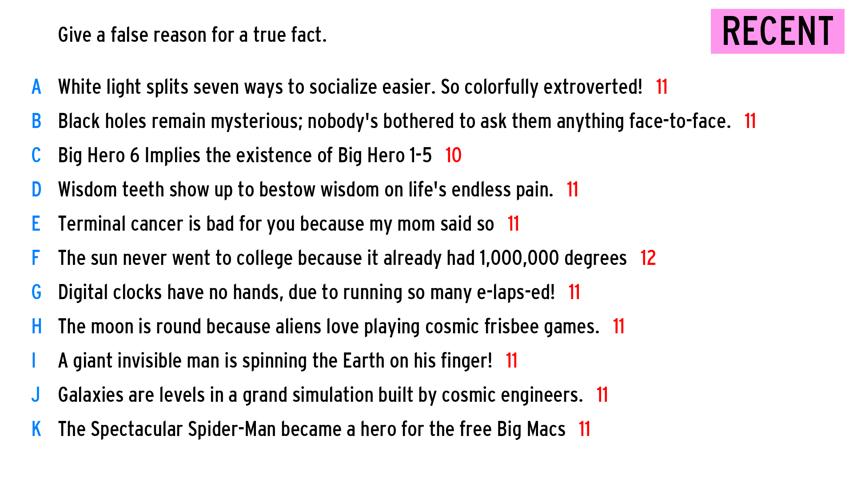 Give a false reason for a true fact.
RECENT
A White light splits seven ways to socialize easier. So colorfully extroverted! 11
B Black holes remain mysterious; nobody's bothered to ask them anything face-to-face. 11
C Big Hero 6 Implies the existence of Big Hero 1-5 10
D Wisdom teeth show up to bestow wisdom on life's endless pain. 11
E Terminal cancer is bad for you because my mom said so 11
F The sun never went to college because it already had 1,000,000 degrees 12
G Digital clocks have no hands, due to running so many e-laps-ed! 11
H The moon is round because aliens love playing cosmic frisbee games. 11
I A giant invisible man is spinning the Earth on his finger! 11
J Galaxies are levels in a grand simulation built by cosmic engineers. 11
K The Spectacular Spider-Man became a hero for the free Big Macs 11